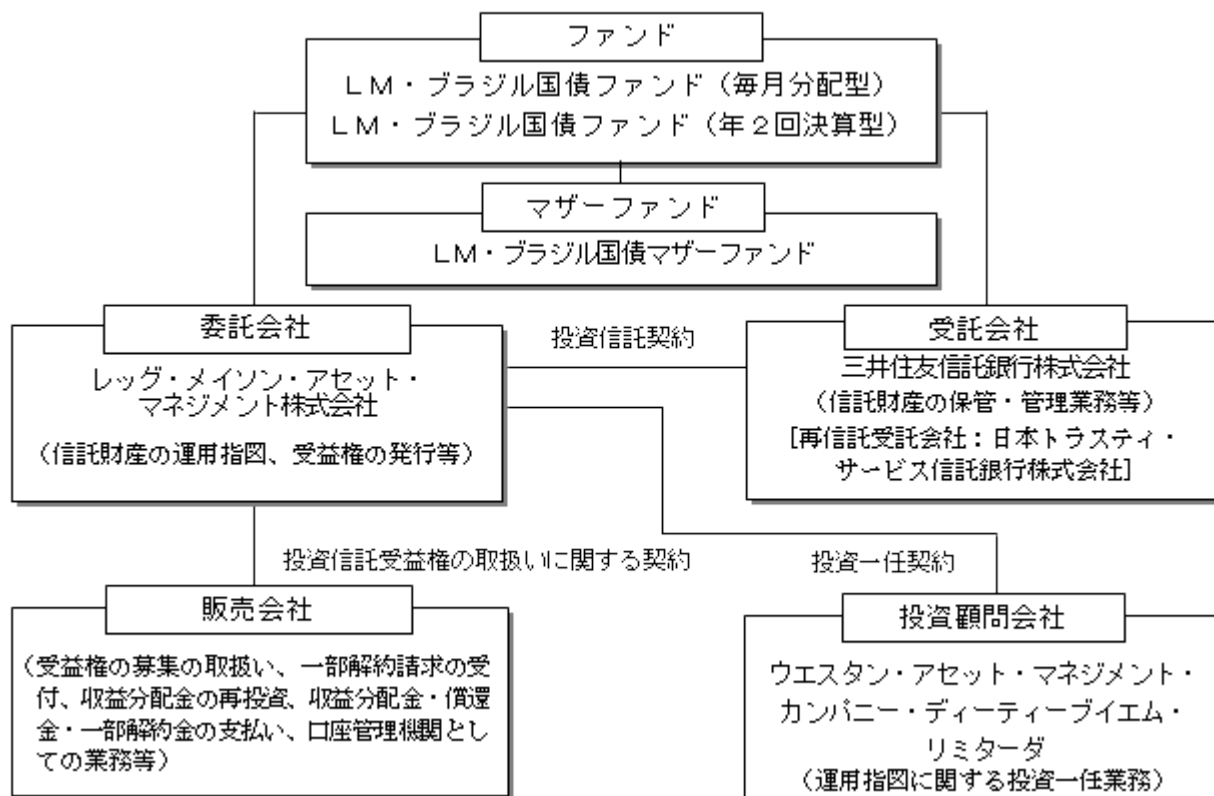 ファンド
LM・ブラジル国債ファンド(毎月分配型)
LM・ブラジル国債ファンド(年2回決算型)
マザーファンド
LM・ブラジル国債マザーファンド
委託会社
レッグ・メイソン・アセット・
マネジメント株式会社
(信託財産の運用指図、受益権の発行等)
投資信託契約
受託会社
三井住友信託銀行株式会社
(信託財産の保管・管理業務等)
[再信託受託会社:日本トラスティ・
サービス信託銀行株式会社]
投資信託受益権の取扱いに関する契約
投資一任契約
販売会社
(受益権の募集の取扱い、一部解約請求の受
付、収益分配金の再投資、収益分配金・償還
金・一部解約金の支払い、口座管理機関とし
ての業務等)
投資顧問会社
ウエスタン・アセット・マネジメント・
カンパニー・ディーティーブイエム・
リミターダ
(運用指図に関する投資一任業務)